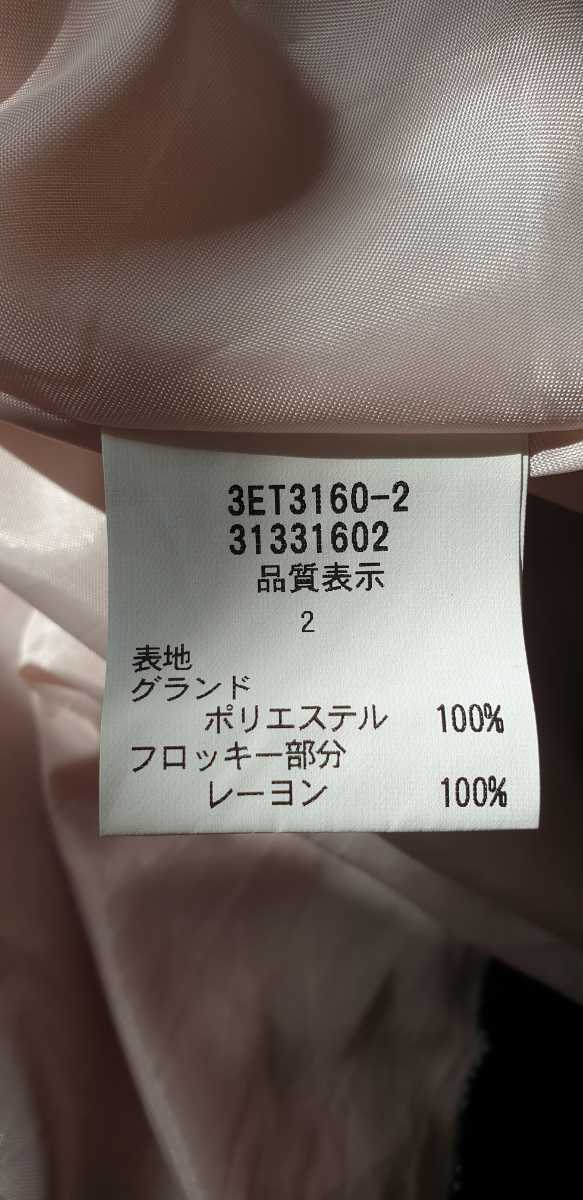 3ET3160-2
31331602
品質表示
2
表地
グランド
ポリエステル 100%
フロッキー部分
レーヨン 100%